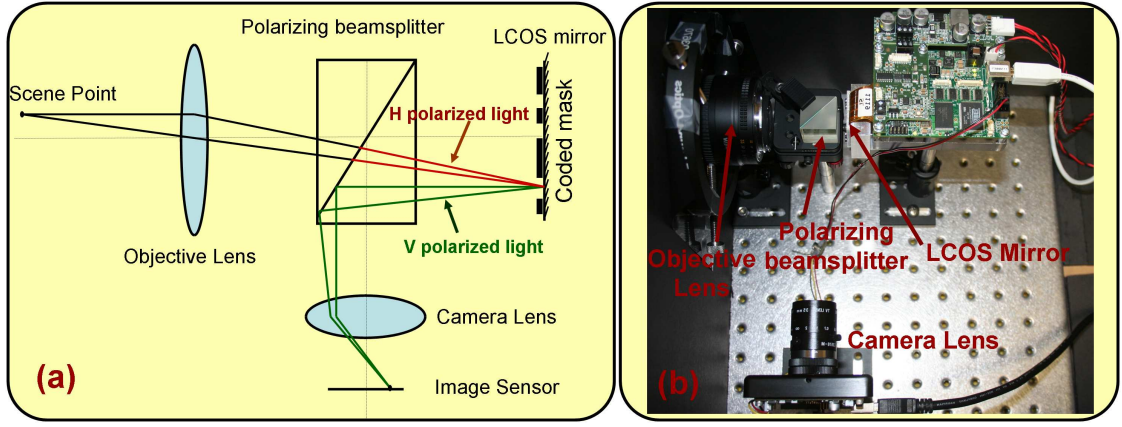 Polarizing beamsplitter
LCOS mirror
Scene Point
H polarized light
Coded mask
V polarized light
Objective Lens
Camera Lens
Image Sensor
(a)
Objective
Lens
Polarizing
beamsplitter
LCOS Mirror
Camera Lens
(b)